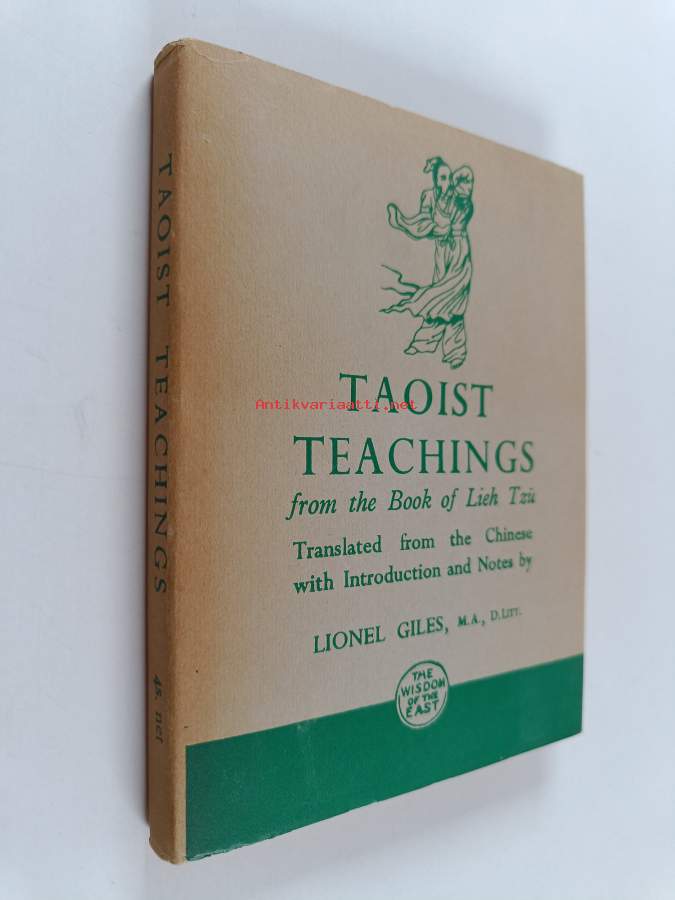 TAOIST TEACHINGS
4s. net
TAOIST
Antikvariaatti.net
TEACHINGS
from the Book of Lieh Tzŭ
Translated from the Chinese
with Introduction and Notes by
LIONEL GILES, M.A., D.LITT.
THE
WISDOM
OF THE
EAST